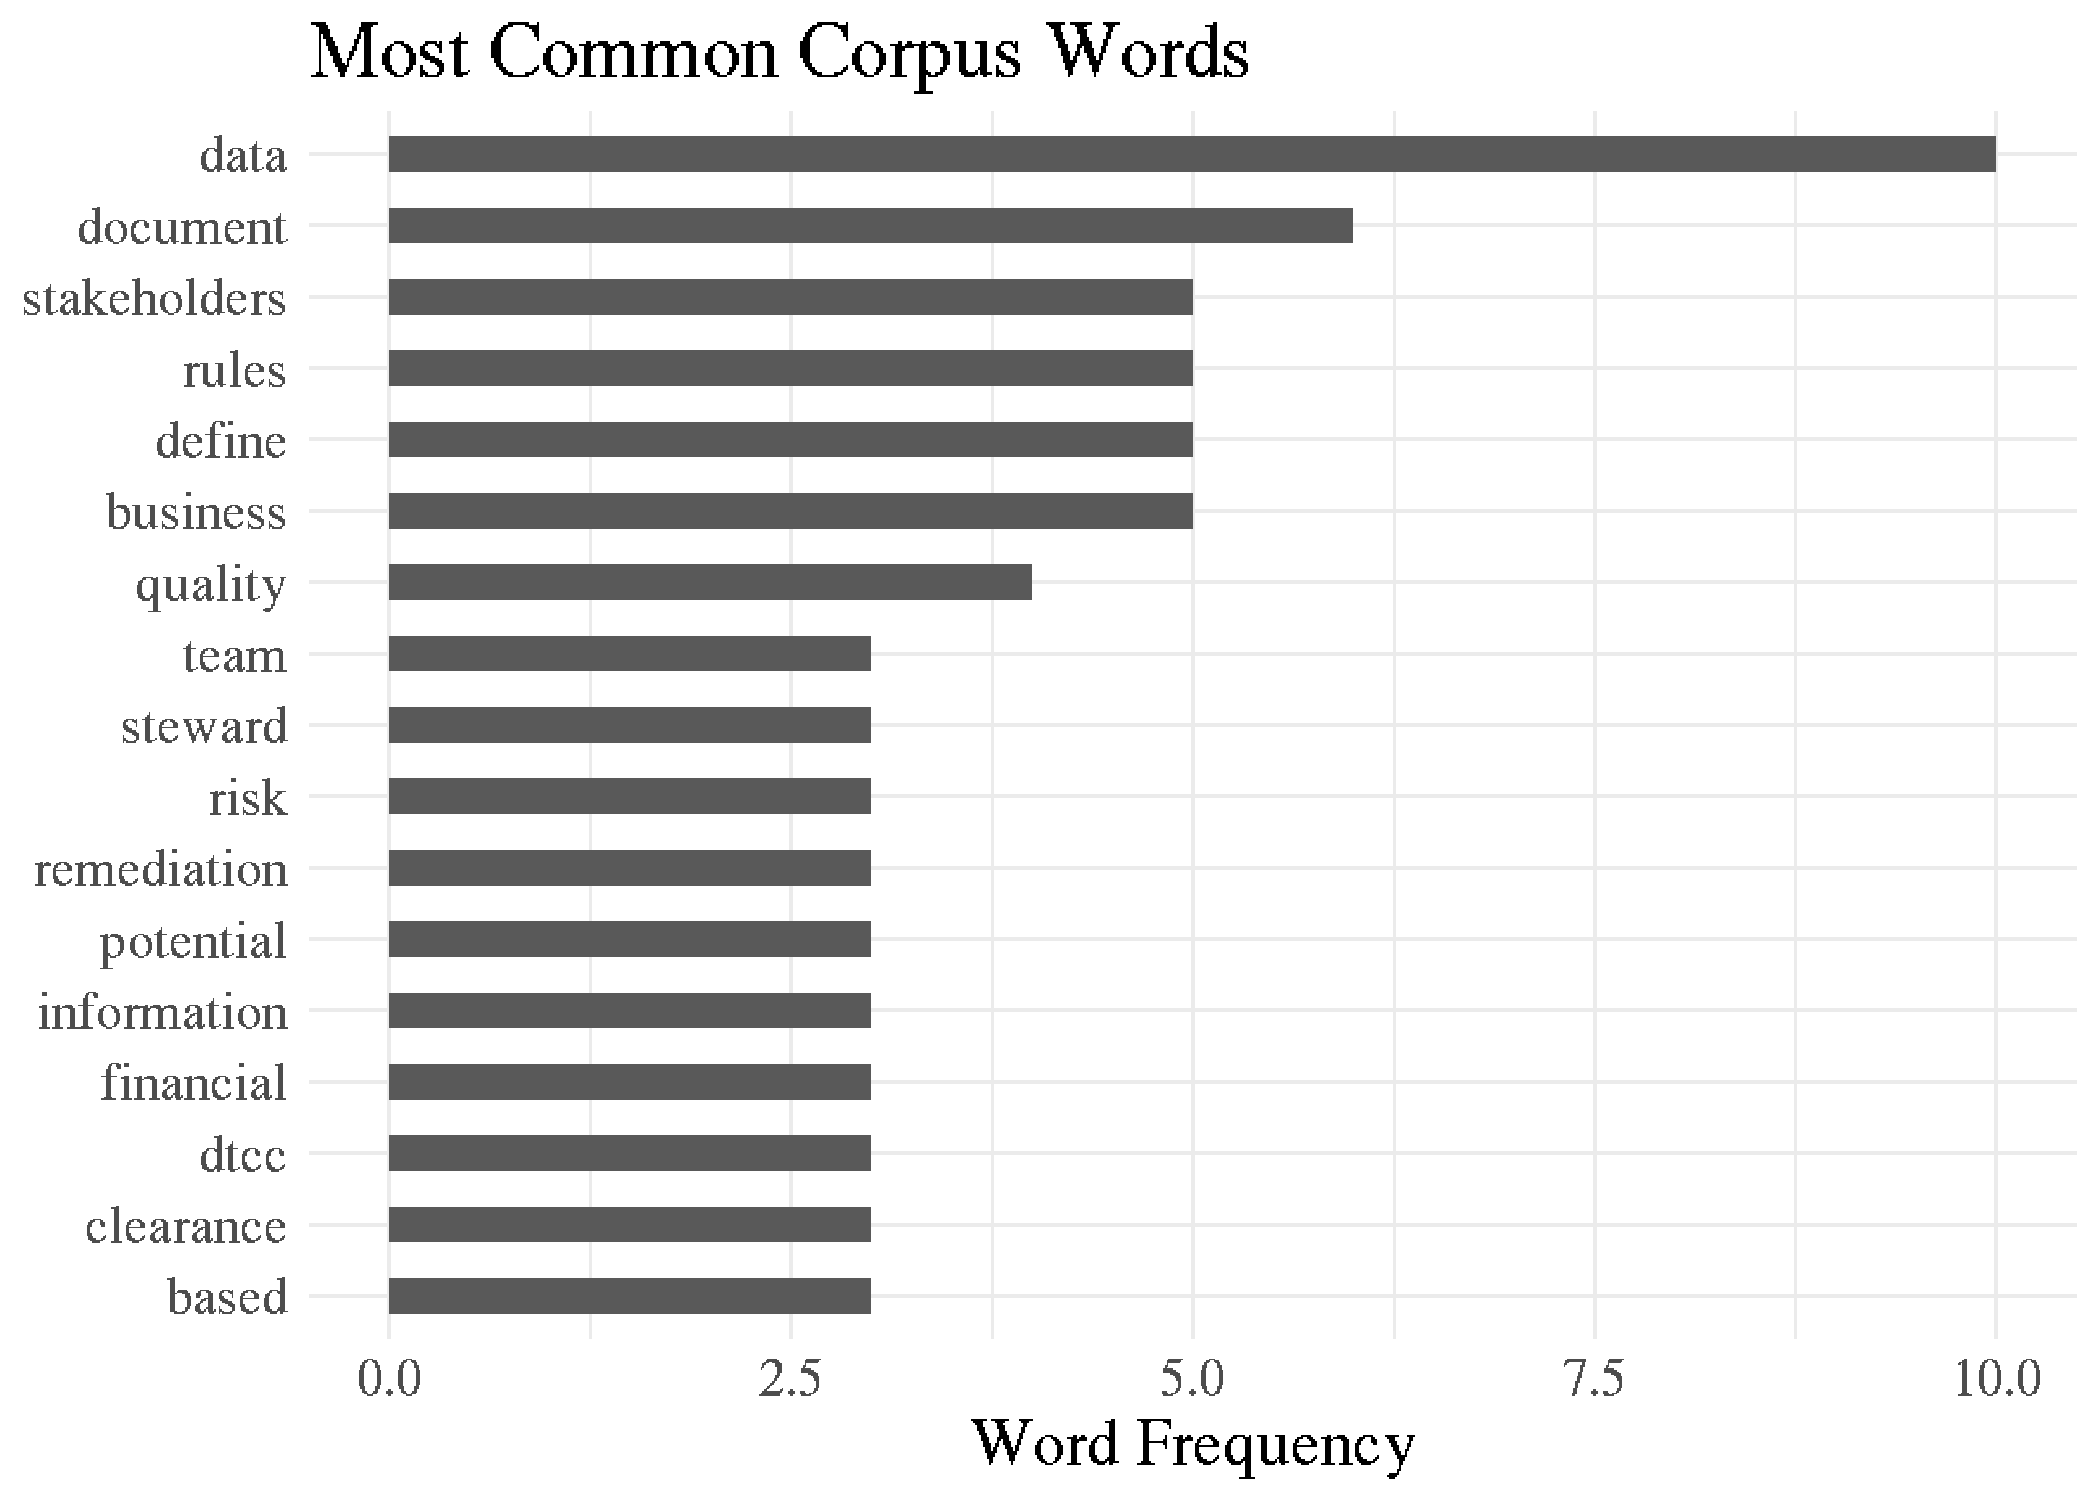 Most Common Corpus Words
data
document
stakeholders
rules
define
business
quality
team
steward
risk
remediation
potential
information
financial
dtcc
clearance
based
0.0 2.5 5.0 7.5 10.0
Word Frequency